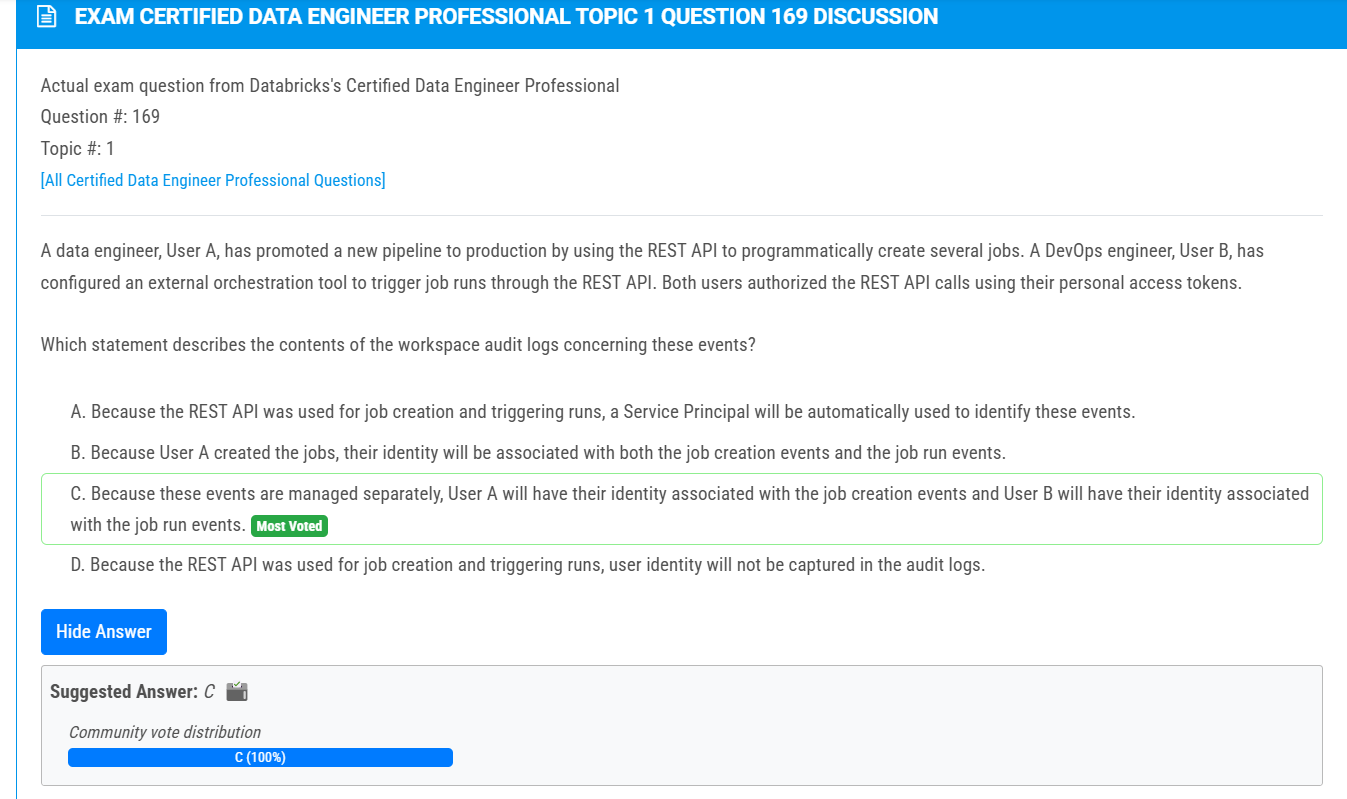 EXAM CERTIFIED DATA ENGINEER PROFESSIONAL TOPIC 1 QUESTION 169 DISCUSSION
Actual exam question from Databricks's Certified Data Engineer Professional
Question #: 169
Topic #: 1
[All Certified Data Engineer Professional Questions]
A data engineer, User A, has promoted a new pipeline to production by using the REST API to programmatically create several jobs. A DevOps engineer, User B, has
configured an external orchestration tool to trigger job runs through the REST API. Both users authorized the REST API calls using their personal access tokens.
Which statement describes the contents of the workspace audit logs concerning these events?
A. Because the REST API was used for job creation and triggering runs, a Service Principal will be automatically used to identify these events.
B. Because User A created the jobs, their identity will be associated with both the job creation events and the job run events.
C. Because these events are managed separately, User A will have their identity associated with the job creation events and User B will have their identity associated
with the job run events. Most Voted
D. Because the REST API was used for job creation and triggering runs, user identity will not be captured in the audit logs.
Hide Answer
Suggested Answer: C
Community vote distribution
C (100%)